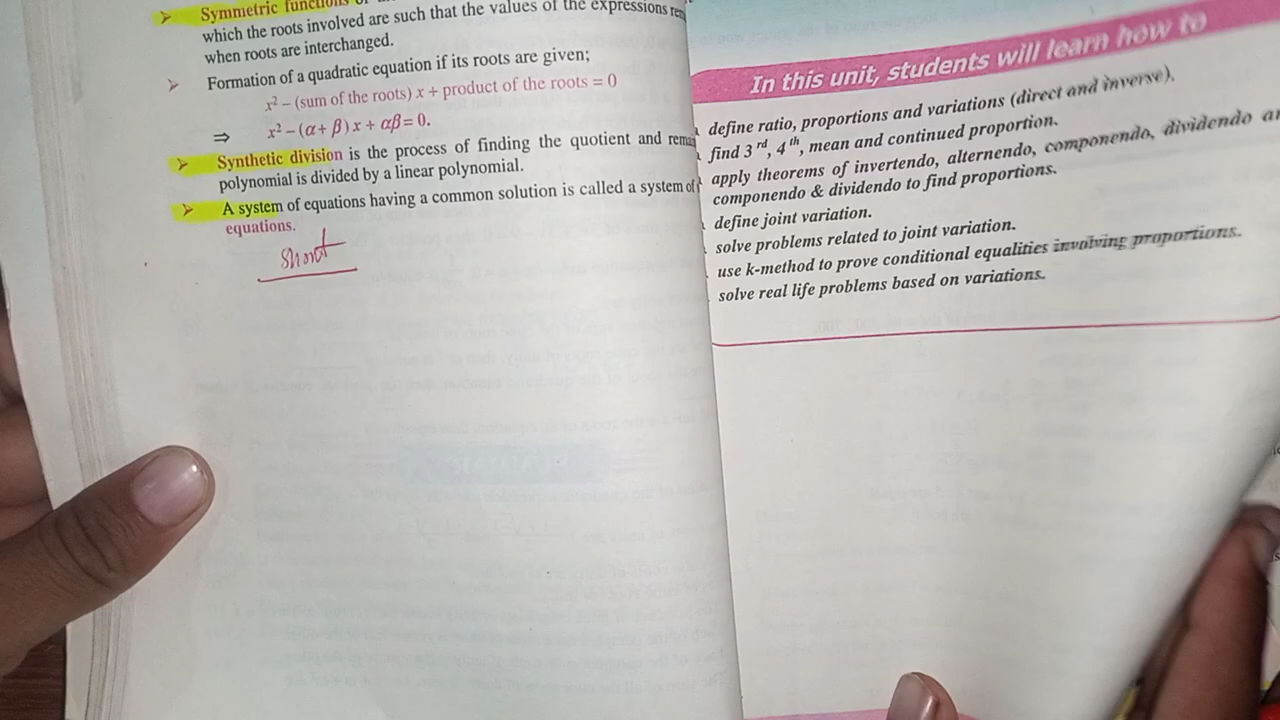 Symmetric functions
which the roots involved are such that the values of the expressions
when roots are interchanged.
➢ Formation of a quadratic equation if its roots are given;
x² – (sum of the roots) x + product of the roots = 0
⇒ x² – (α + β) x + αβ = 0.
➢ Synthetic division is the process of finding the quotient and
polynomial is divided by a linear polynomial.
➢ A system of equations having a common solution is called a system of
equations.
short
In this unit, students will learn how to
define ratio, proportions and variations (direct and inverse).
find 3rd, 4th, mean and continued proportion.
apply theorems of invertendo, alternendo, componendo, dividendo
componendo & dividendo to find proportions.
define joint variation.
solve problems related to joint variation.
use k-method to prove conditional equalities involving proportions.
solve real life problems based on variations.